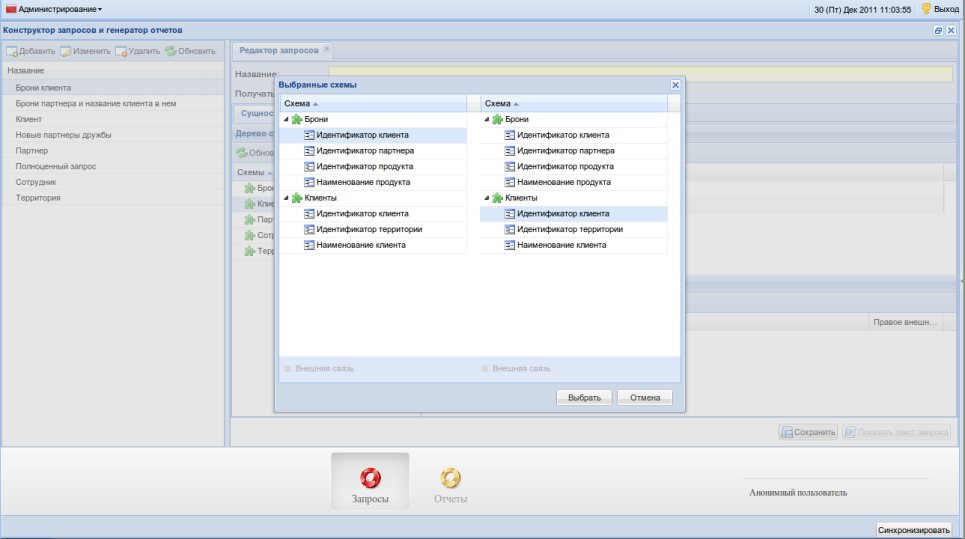 Администрирование
30 (Пт) Дек 2011 11:03:55 Выход
Конструктор запросов и генератор отчетов
Добавить Изменить Удалить Обновить
Название
Брони клиента
Брони партнера и название клиента в нем
Клиент
Новые партнеры дружбы
Партнер
Полноценный запрос
Сотрудник
Территория
Редактор запросов
Название:
Получать
Сущнос
Дерево с
Обнов
Схемы
Брон
Клие
Пар
Сот
Терр
Правое внешн...
Выбранные схемы
Схема
Брони
Идентификатор клиента
Идентификатор партнера
Идентификатор продукта
Наименование продукта
Клиенты
Идентификатор клиента
Идентификатор территории
Наименование клиента
Внешняя связь
Схема
Брони
Идентификатор клиента
Идентификатор партнера
Идентификатор продукта
Наименование продукта
Клиенты
Идентификатор клиента
Идентификатор территории
Наименование клиента
Внешняя связь
Выбрать Отмена
Сохранить Показать текст запроса
Запросы Отчеты
Анонимный пользователь
Синхронизировать